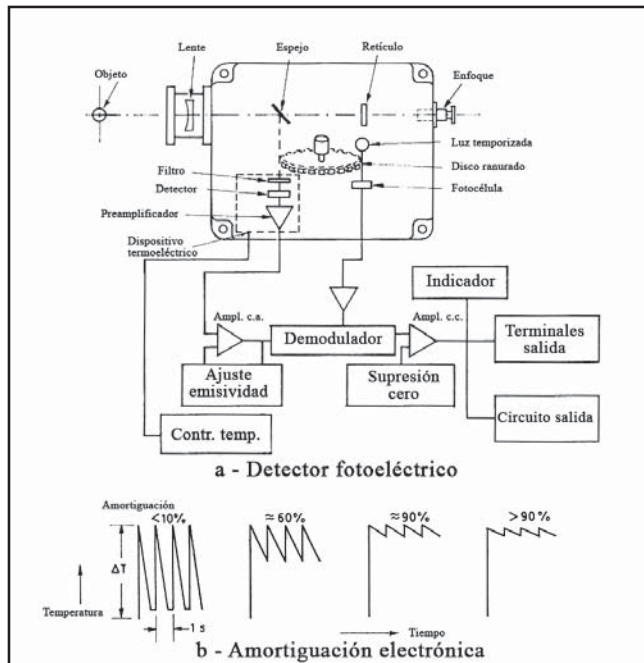 Lente
Espejo
Retículo
Objeto
Enfoque
Luz temporizada
Disco ranurado
Filtro
Detector
Fotocélula
Preamplificador
Dispositivo
termoeléctrico
Indicador
Ampl. c.a.
Ampl. c.c.
Demodulador
Terminales
salida
Ajuste
emisividad
Supresión
cero
Circuito salida
Contr. temp.
a - Detector fotoeléctrico
Amortiguación
<10%
≈60%
≈90%
>90%
ΔT
Temperatura
1 s
Tiempo
b - Amortiguación electrónica